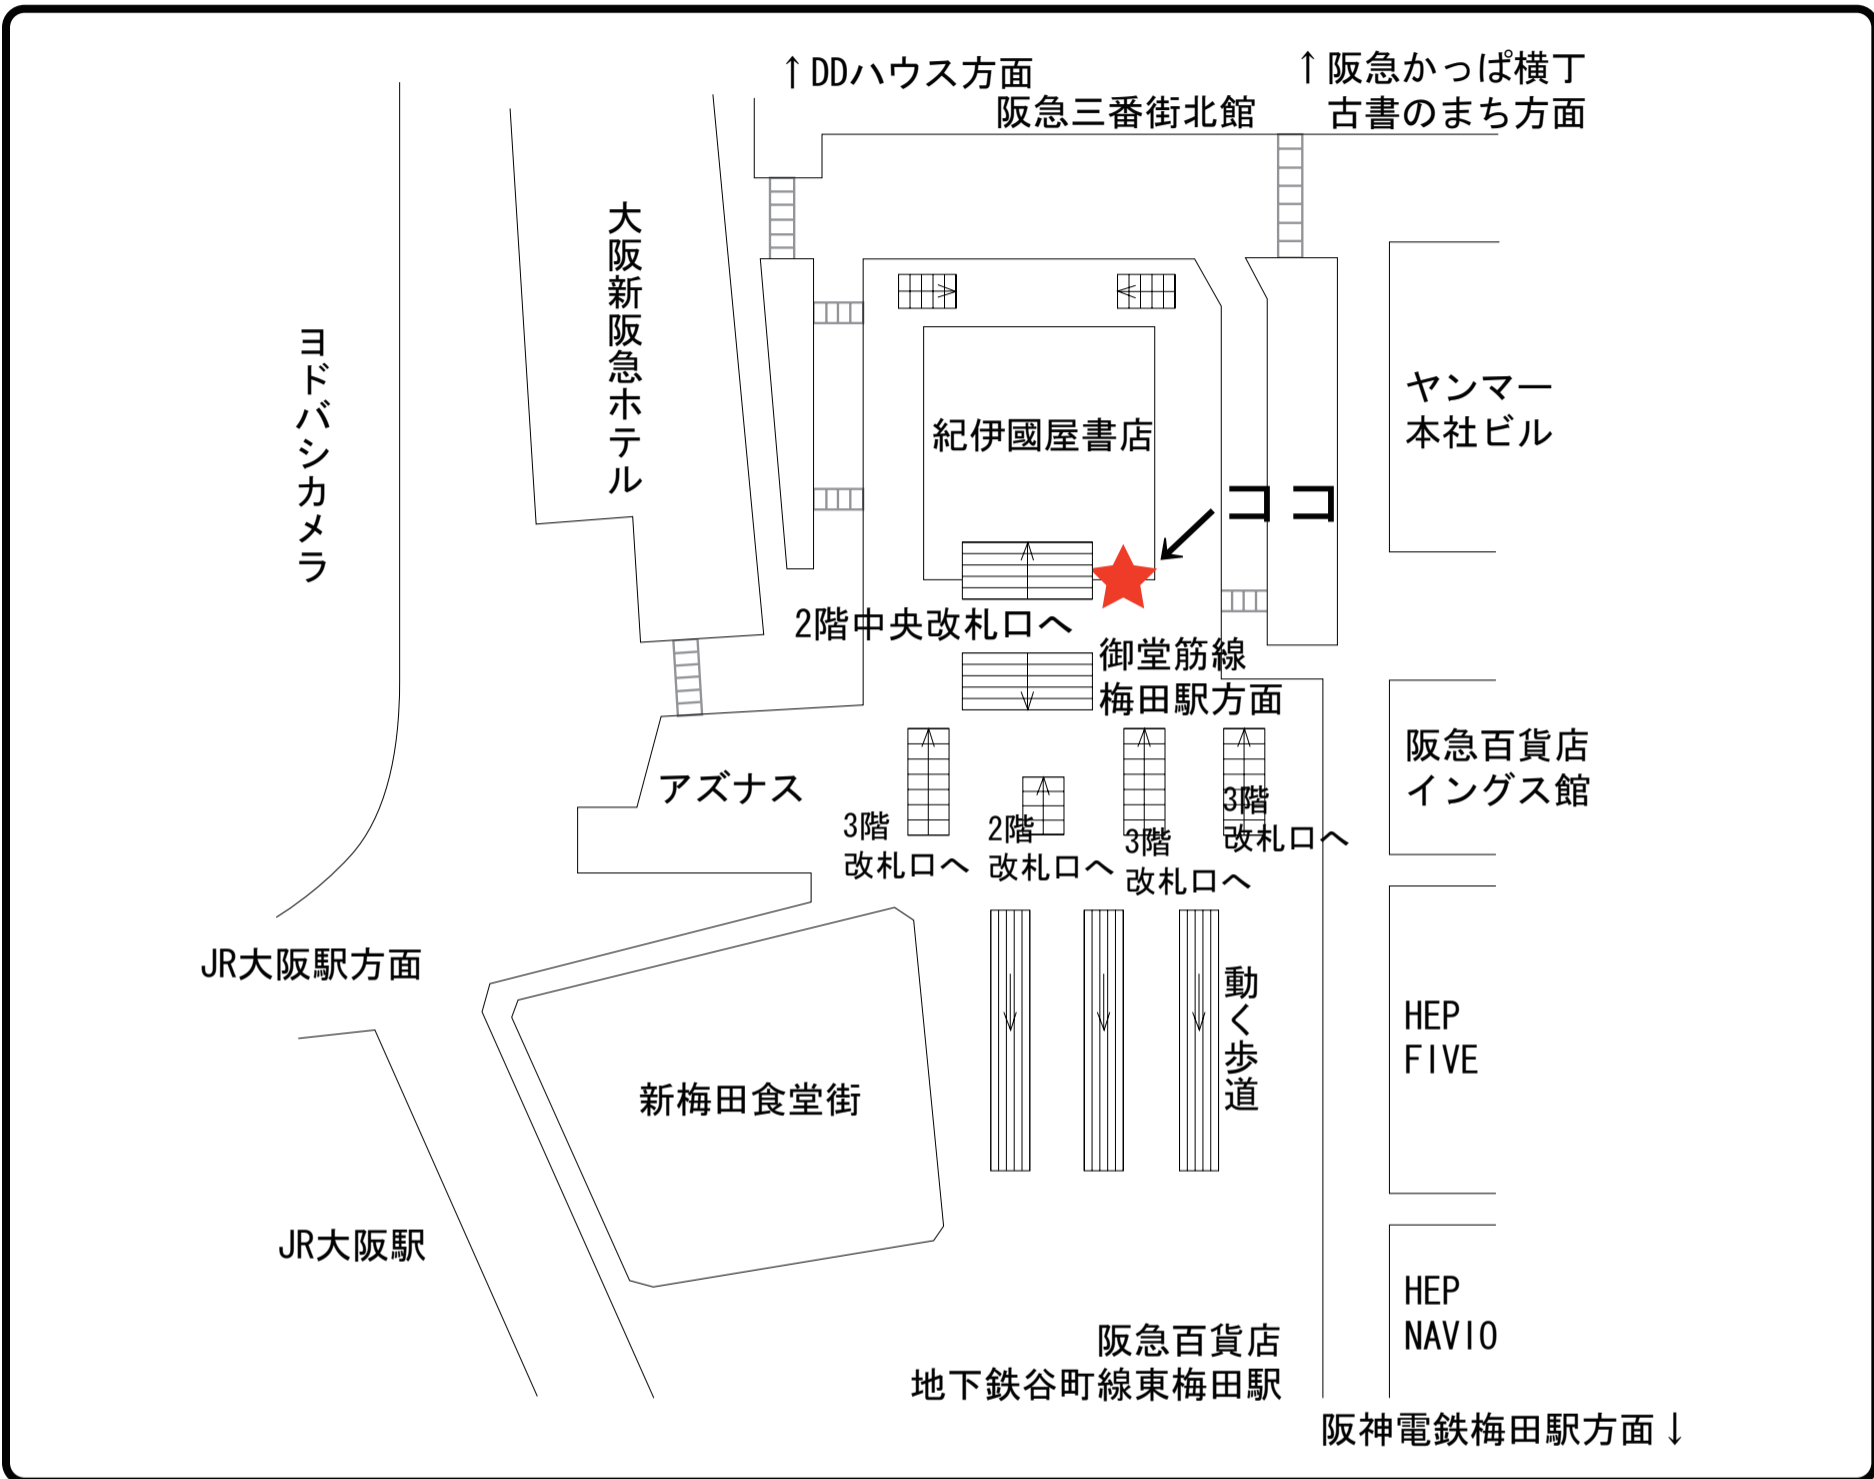 ↑DDハウス方面
↑阪急かっぱ横丁
古書のまち方面
阪急三番街北館
大阪新阪急ホテル
ヨドバシカメラ
紀伊國屋書店
ヤンマー
本社ビル
ココ
2階中央改札口へ
御堂筋線
梅田駅方面
阪急百貨店
イングス館
アズナス
3階
改札口へ
2階
改札口へ
3階
改札口へ
3階
改札口へ
JR大阪駅方面
動く歩道
HEP
FIVE
新梅田食堂街
JR大阪駅
HEP
NAVIO
阪急百貨店
地下鉄谷町線東梅田駅
阪神電鉄梅田駅方面↓